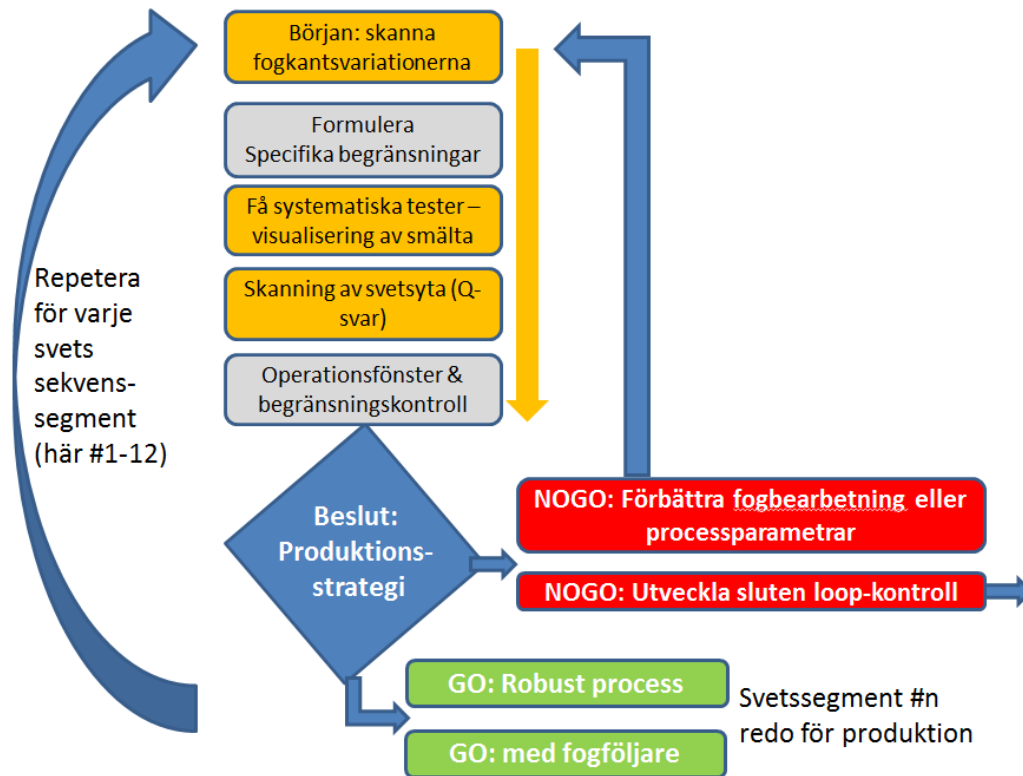 Början: skanna
fogkantsvariationerna
Formulera
Specifika begränsningar
Få systematiska tester –
visualisering av smälta
Skanning av svetsyta (Q-
svar)
Operationsfönster &
begränsningskontroll
Repetera
för varje
svets
sekvens-
segment
(här #1-12)
Beslut:
Produktions-
strategi
NOGO: Förbättra fogbearbetning eller
processparametrar
NOGO: Utveckla sluten loop-kontroll
GO: Robust process
GO: med fogföljare
Svetssegment #n
redo för produktion